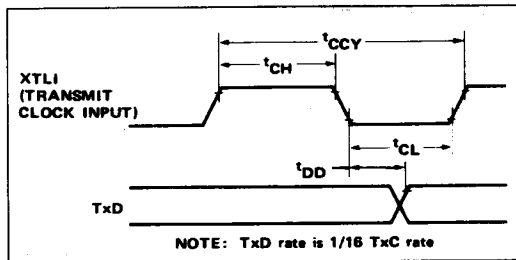 tCCY
tCH
XTLI
(TRANSMIT
CLOCK INPUT)
tCL
tDD
TxD
NOTE: TxD rate is 1/16 TxC rate